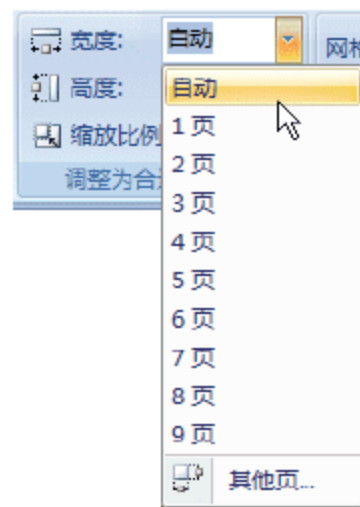 宽度: 自动
网
高度:
自动
缩放比例
1 页
调整为合
2 页
3 页
4 页
5 页
6 页
7 页
8 页
9 页
其他页...